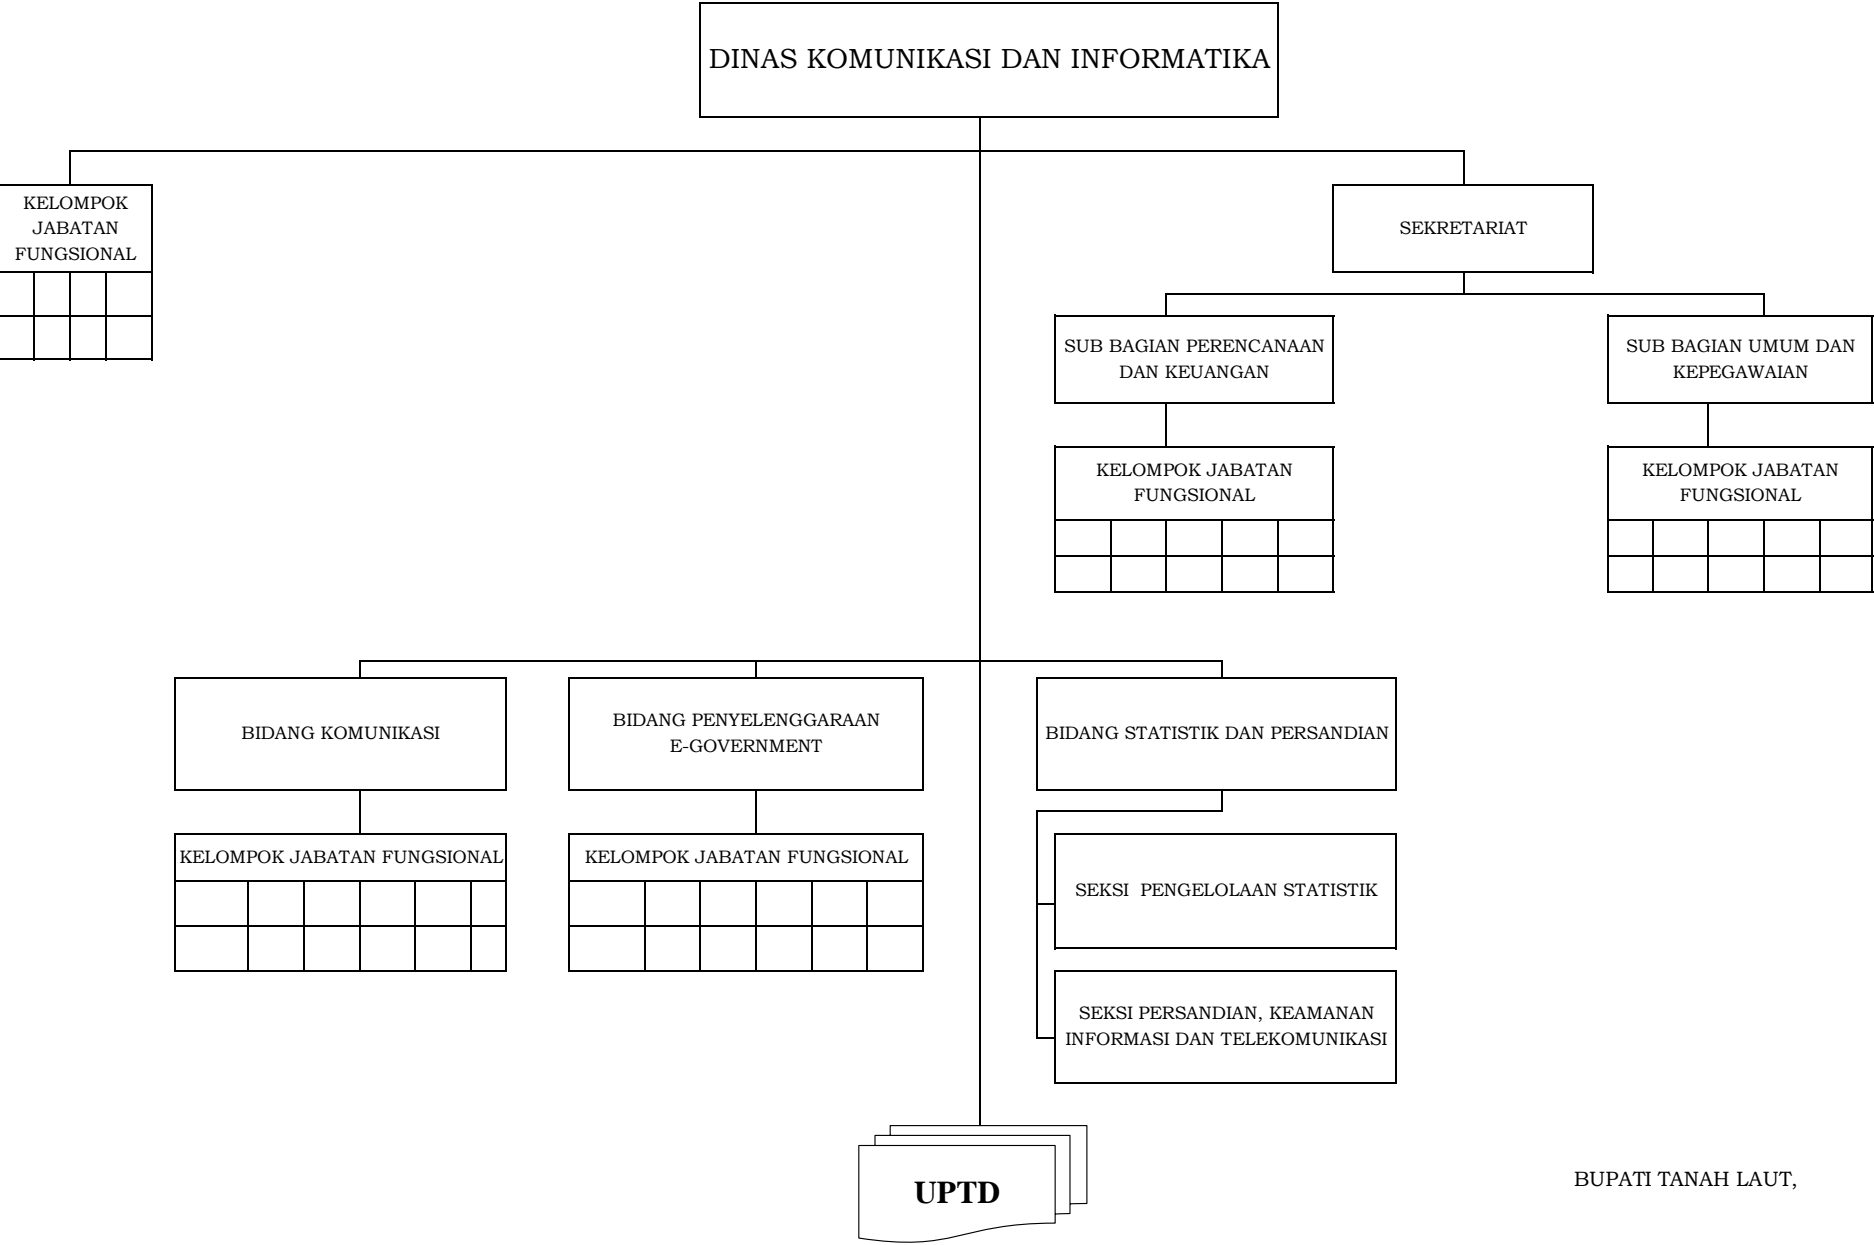 DINAS KOMUNIKASI DAN INFORMATIKA
KELOMPOK
JABATAN
FUNGSIONAL
SEKRETARIAT
SUB BAGIAN PERENCANAAN
DAN KEUANGAN
SUB BAGIAN UMUM DAN
KEPEGAWAIAN
KELOMPOK JABATAN
FUNGSIONAL
KELOMPOK JABATAN
FUNGSIONAL
BIDANG KOMUNIKASI
BIDANG PENYELENGGARAAN
E-GOVERNMENT
BIDANG STATISTIK DAN PERSANDIAN
KELOMPOK JABATAN FUNGSIONAL
KELOMPOK JABATAN FUNGSIONAL
SEKSI  PENGELOLAAN STATISTIK
SEKSI PERSANDIAN, KEAMANAN
INFORMASI DAN TELEKOMUNIKASI
UPTD
BUPATI TANAH LAUT,